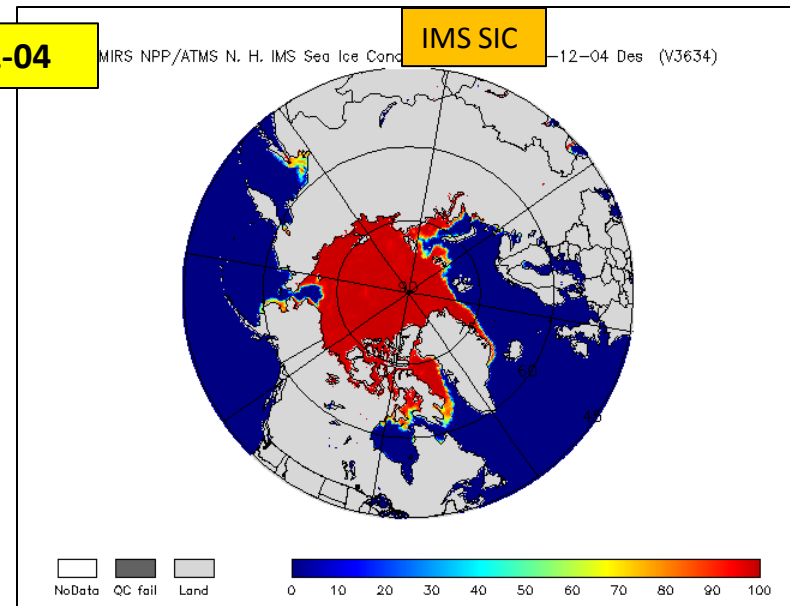 -04
IMS SIC
MIRS NPP/ATMS N. H. IMS Sea Ice -12-04 Des (V3634)
90
60
45
NoData QC fail Land
0 10 20 30 40 50 60 70 80 90 100